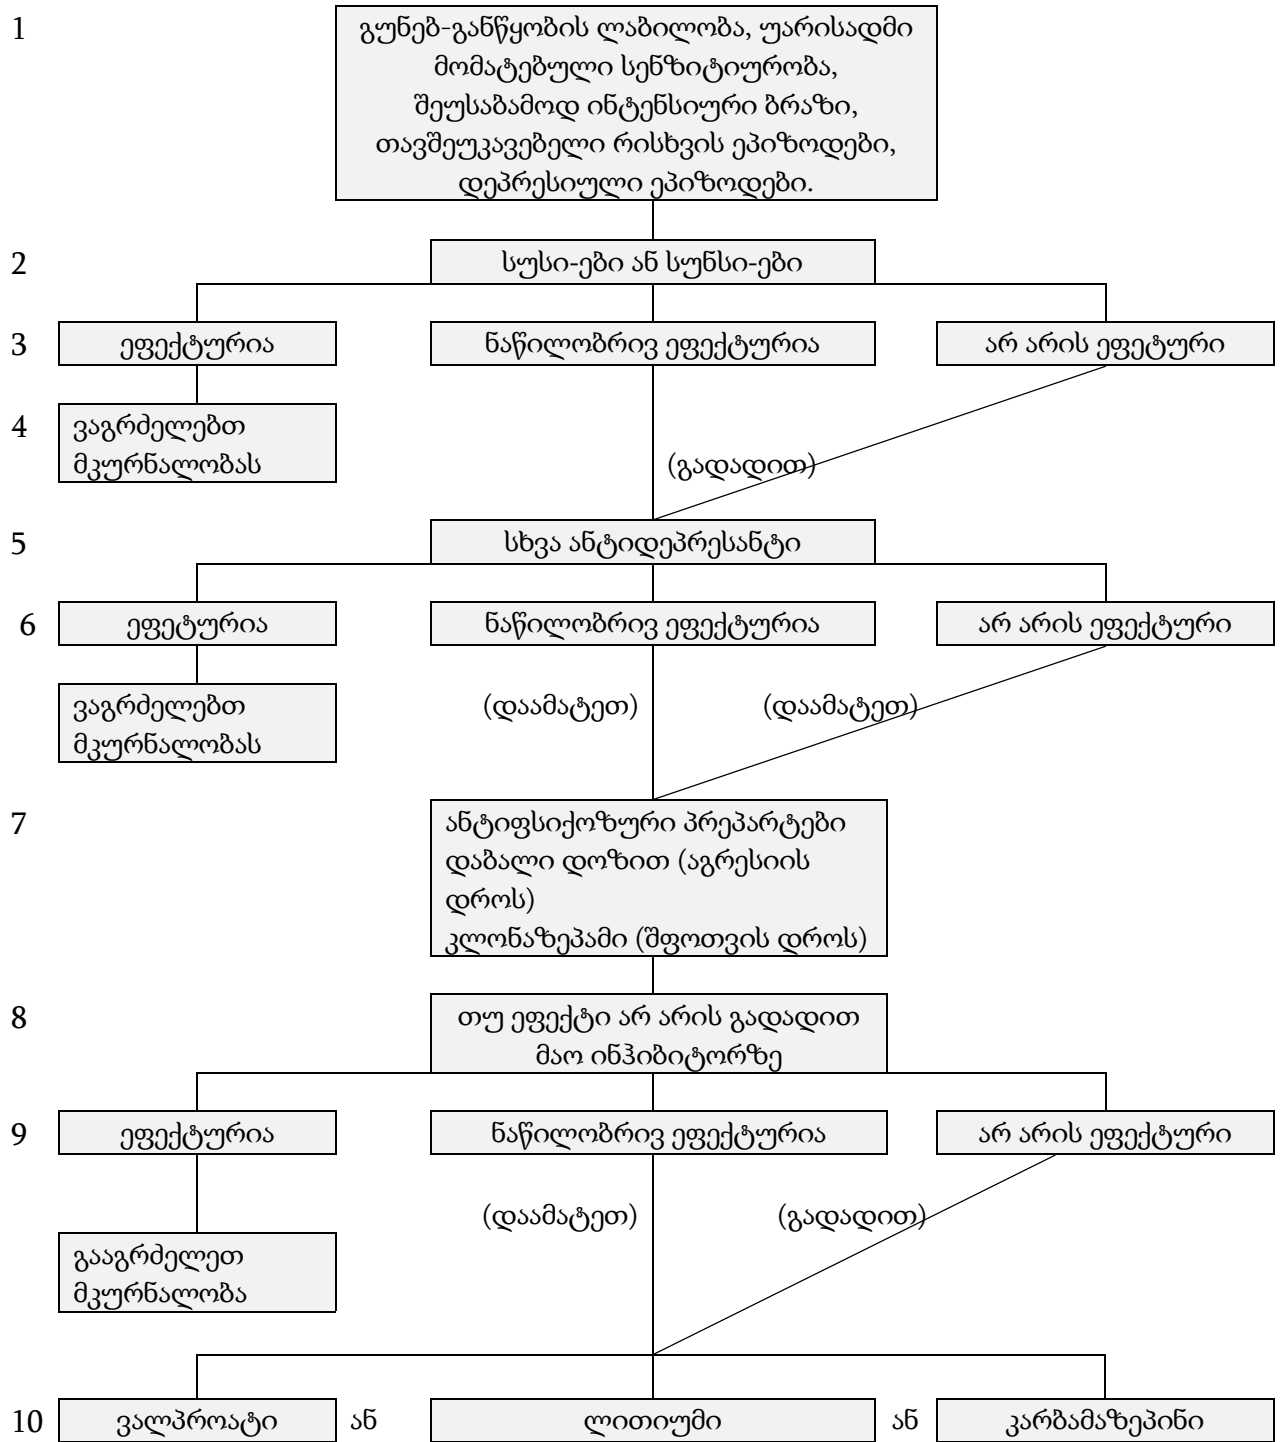 1
გუნებ-განწყობის ლაბილობა, უარისადმი
მომატებული სენზიტიურობა,
შეუსაბამოდ ინტენსიური ბრაზი,
თავშეუკავებელი რისხვის ეპიზოდები,
დეპრესიული ეპიზოდები.
2
სუსი-ები ან სუნსი-ები
3
ეფექტურია
ნაწილობრივ ეფექტურია
არ არის ეფეტური
4
ვაგრძელებთ
მკურნალობას
(გადადით)
5
სხვა ანტიდეპრესანტი
6
ეფეტურია
ნაწილობრივ ეფექტურია
არ არის ეფექტური
ვაგრძელებთ
მკურნალობას
(დაამატეთ)
(დაამატეთ)
7
ანტიფსიქოზური პრეპარტები
დაბალი დოზით (აგრესიის
დროს)
კლონაზეპამი (შფოთვის დროს)
8
თუ ეფექტი არ არის გადადით
მაო ინჰიბიტორზე
9
ეფექტურია
ნაწილობრივ ეფექტურია
არ არის ეფექტური
(დაამატეთ)
(გადადით)
გააგრძელეთ
მკურნალობა
10
ვალპროატი
ან
ლითიუმი
ან
კარბამაზეპინი